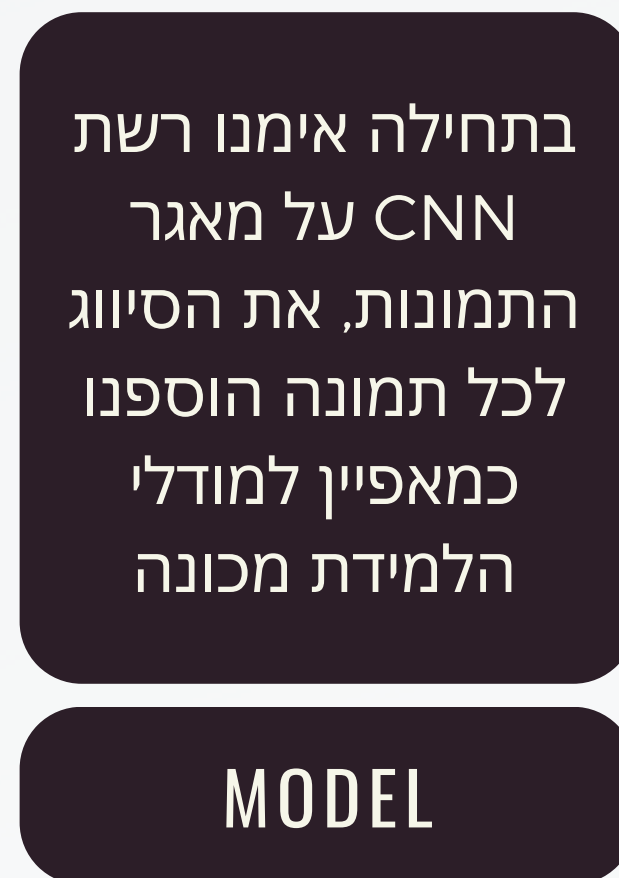 בתחילה אימנו רשת
CNN על מאגר
התמונות, את הסיווג
לכל תמונה הוספנו
כמאפיין למודלי
הלמידת מכונה
MODEL